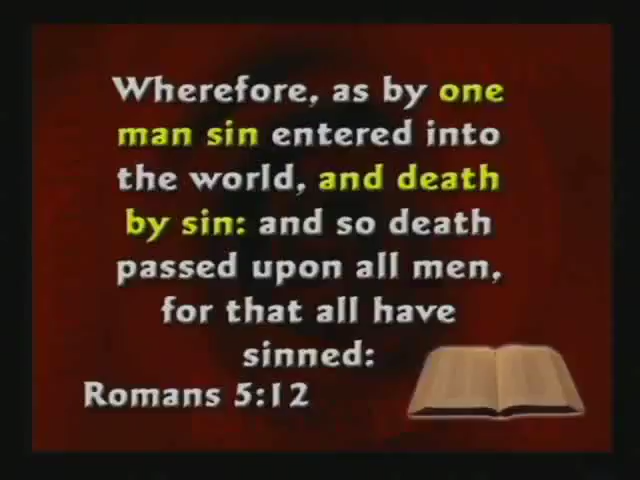 Wherefore, as by one
man sin entered into
the world, and death
by sin: and so death
passed upon all men,
for that all have
sinned:
Romans 5:12